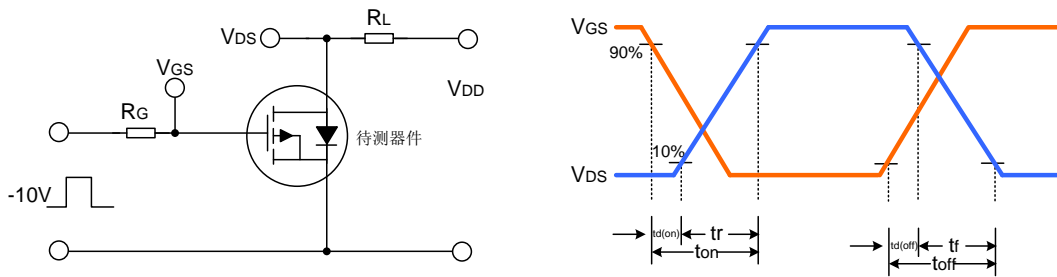 RL
VDS
VGS
VDD
RG
待测器件
-10V
VGS
90%
10%
VDS
td(on)
tr
ton
td(off)
tf
toff